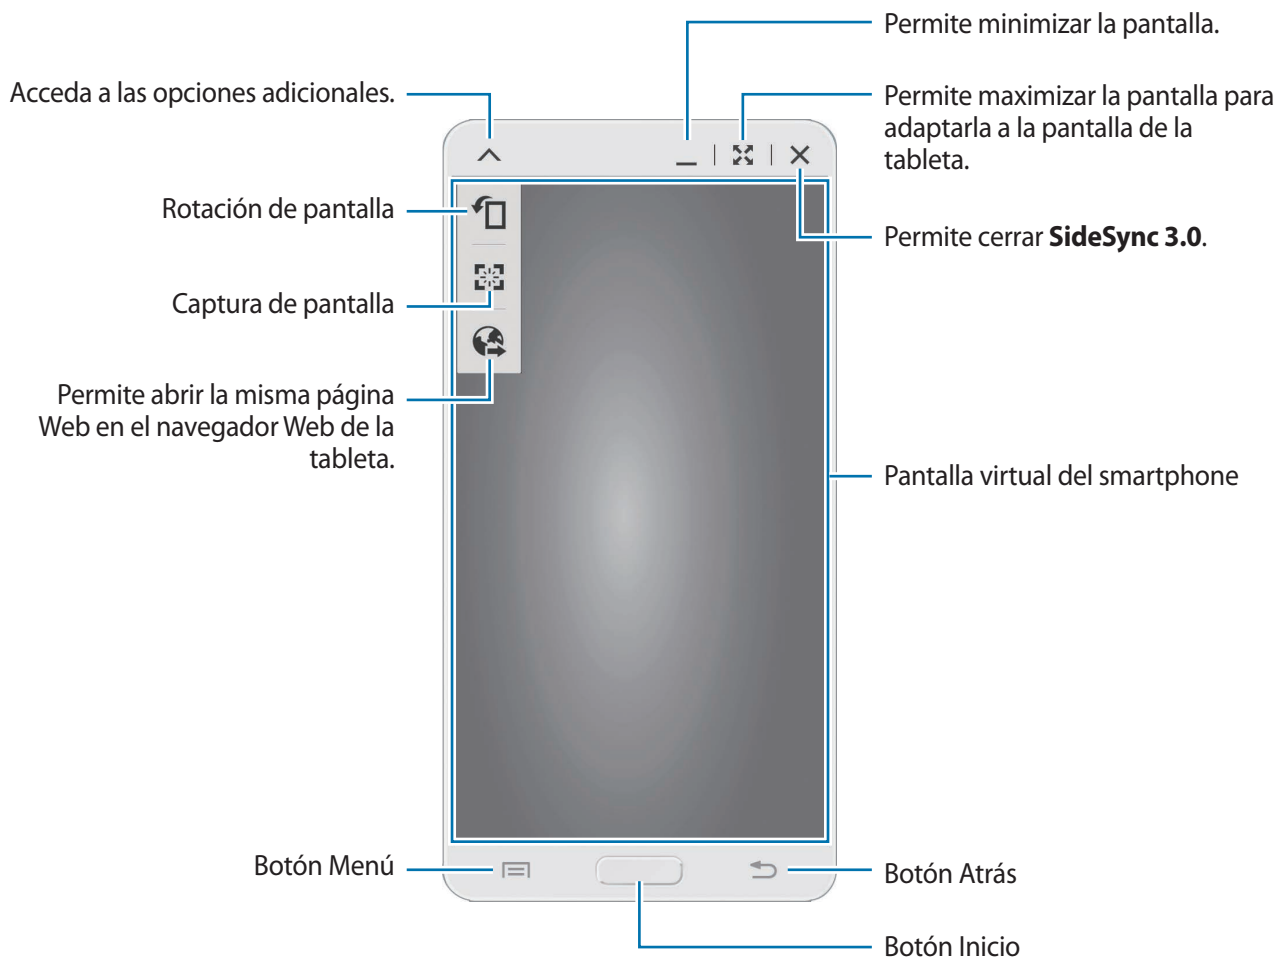 Permite minimizar la pantalla.
Acceda a las opciones adicionales.
Permite maximizar la pantalla para
adaptarla a la pantalla de la
tableta.
Rotación de pantalla
Permite cerrar SideSync 3.0.
Captura de pantalla
Permite abrir la misma página
Web en el navegador Web de la
tableta.
Pantalla virtual del smartphone
Botón Menú
Botón Atrás
Botón Inicio